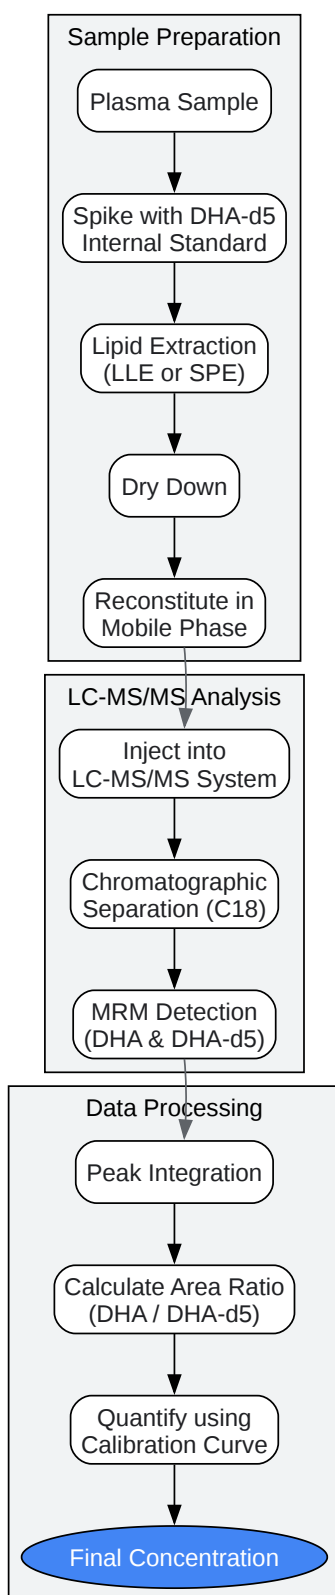 Sample Preparation
Plasma Sample
Spike with DHA-d5
Internal Standard
Lipid Extraction
(LLE or SPE)
Dry Down
Reconstitute in
Mobile Phase
LC-MS/MS Analysis
Inject into
LC-MS/MS System
Chromatographic
Separation (C18)
MRM Detection
(DHA & DHA-d5)
Data Processing
Peak Integration
Calculate Area Ratio
(DHA / DHA-d5)
Quantify using
Calibration Curve
Final Concentration